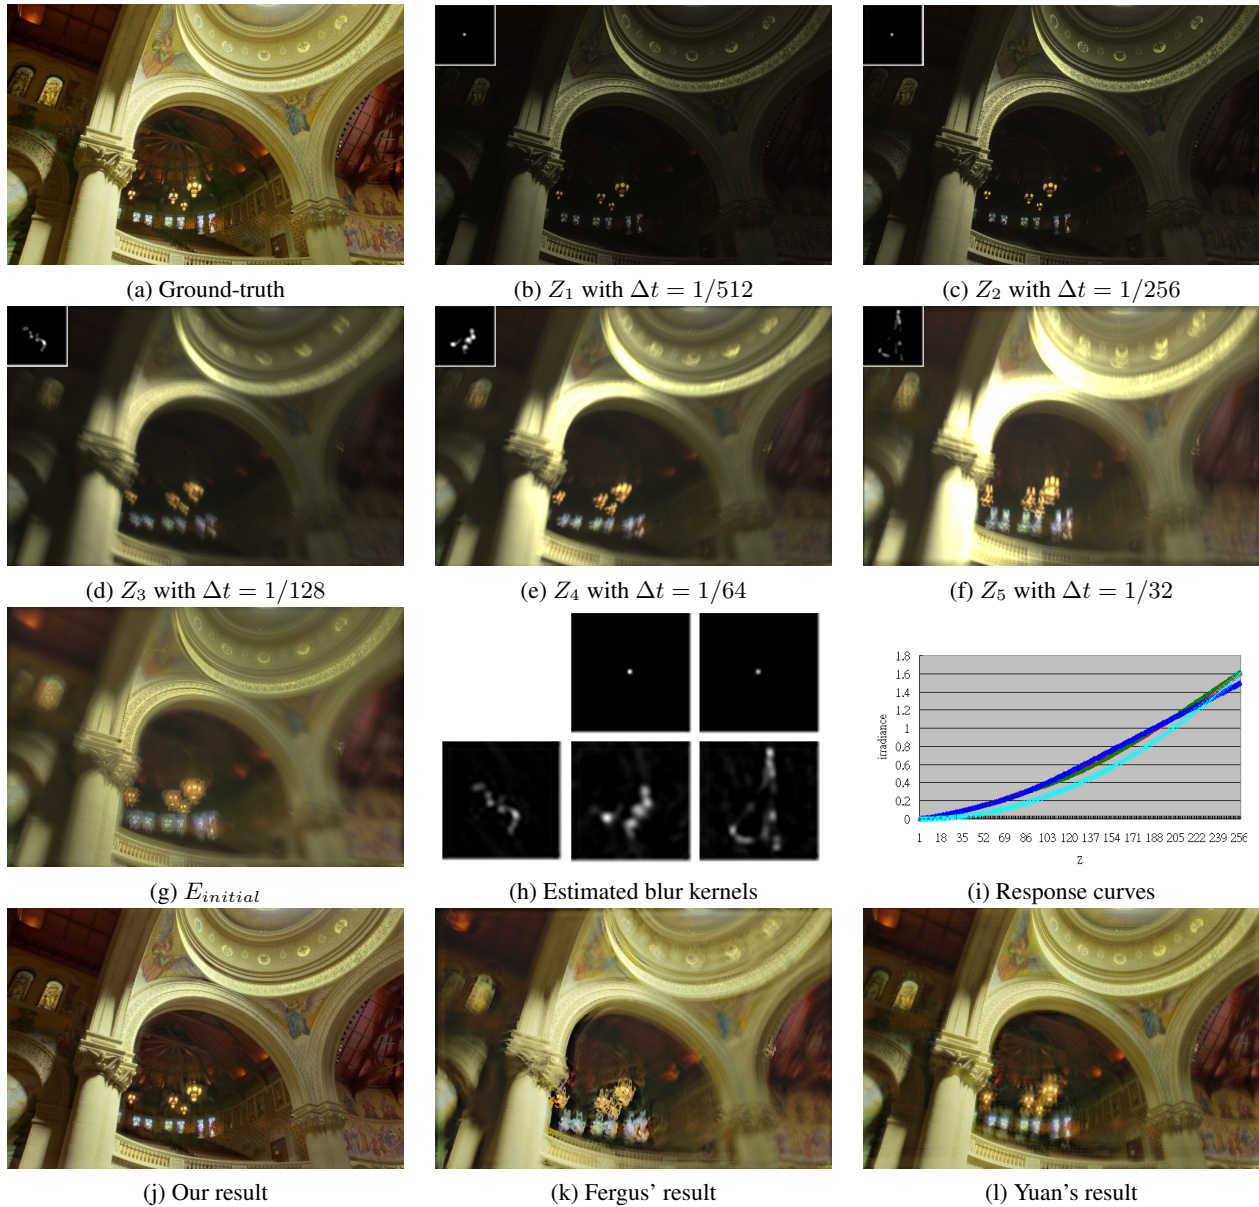 (a) Ground-truth
(b) Z₁ with Δt = 1/512
(c) Z₂ with Δt = 1/256
(d) Z₃ with Δt = 1/128
(e) Z₄ with Δt = 1/64
(f) Z₅ with Δt = 1/32
1.8
1.6
1.4
1.2
1
0.8
0.6
0.4
0.2
0
irradiance
1 18 35 52 69 86 103 120 137 154 171 188 205 222 239 256
Z
(g) E_initial
(h) Estimated blur kernels
(i) Response curves
(j) Our result
(k) Fergus' result
(l) Yuan's result